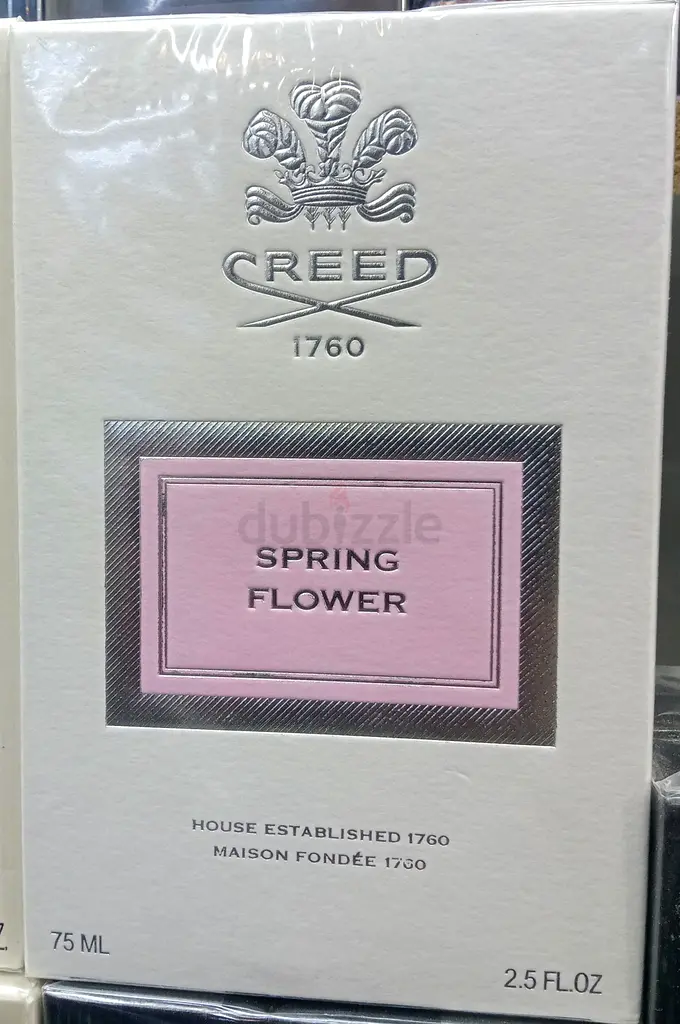 CREED
1760
dubizzle
SPRING
FLOWER
HOUSE ESTABLISHED 1760
MAISON FONDÉE 1760
75 ML
2.5 FL.OZ